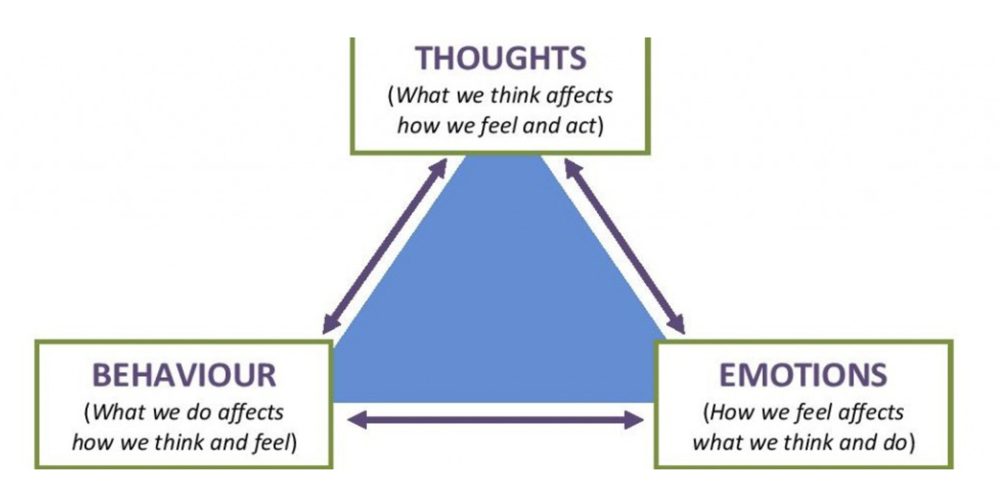 THOUGHTS
(What we think affects
how we feel and act)
BEHAVIOUR
(What we do affects
how we think and feel)
EMOTIONS
(How we feel affects
what we think and do)